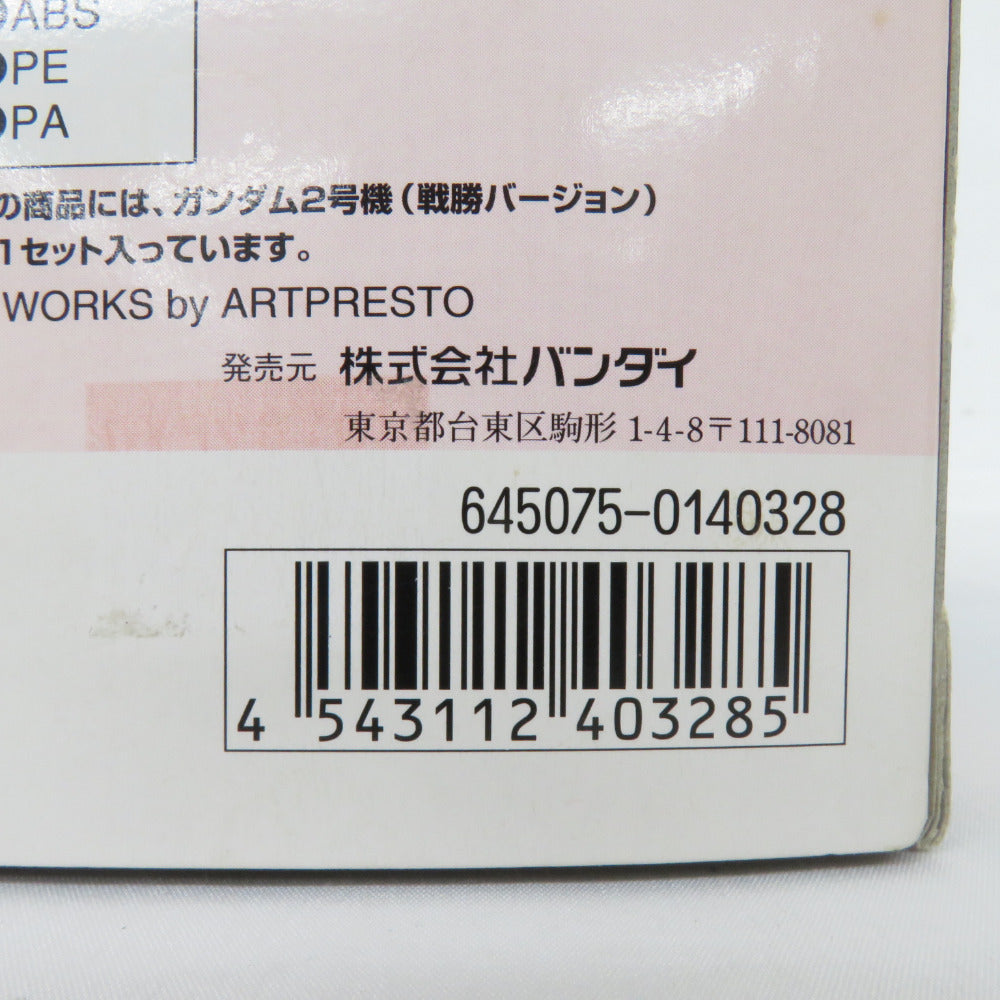 ●ABS
●PE
●PA
の商品には、ガンダム2号機(戦勝バージョン)
1セット入っています。
WORKS by ARTPRESTO
発売元 株式会社バンダイ
東京都台東区駒形 1-4-8〒111-8081
645075-0140328
4 543112 403285